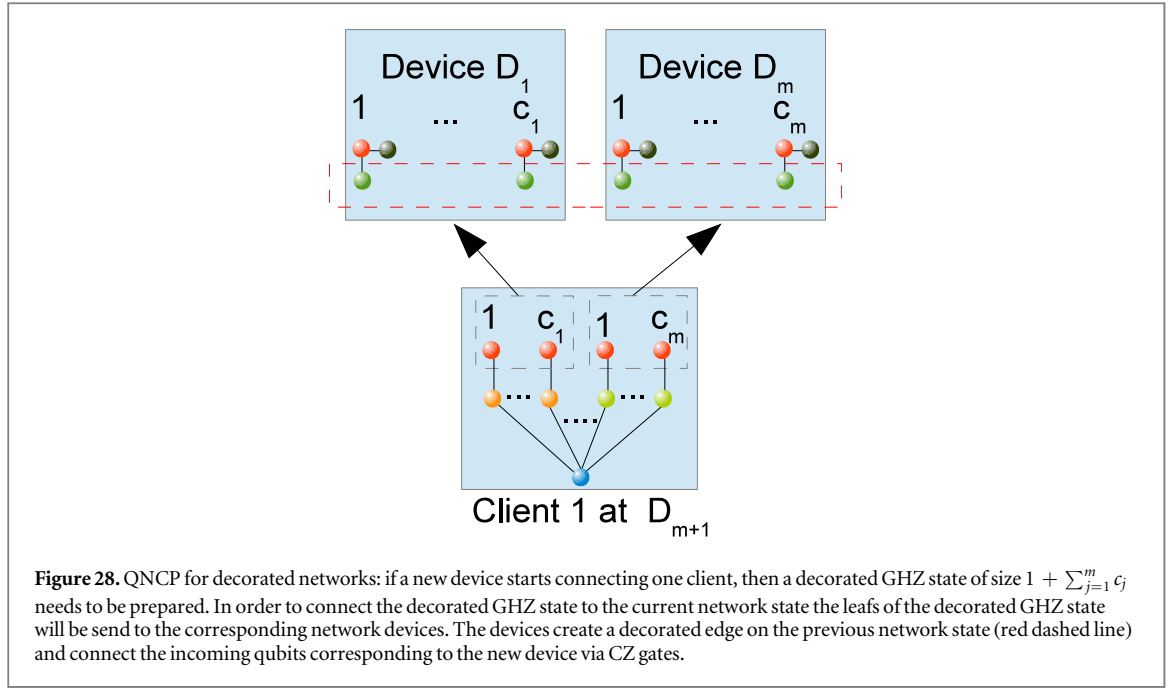 Device D₁ Device Dₘ
1 ... c₁ 1 ... cₘ
1 c₁ 1 cₘ
... ...
....
Client 1 at Dₘ₊₁
Figure 28. QNCP for decorated networks: if a new device starts connecting one client, then a decorated GHZ state of size 1 + ∑ᵐⱼ₌₁ cⱼ
needs to be prepared. In order to connect the decorated GHZ state to the current network state the leafs of the decorated GHZ state
will be send to the corresponding network devices. The devices create a decorated edge on the previous network state (red dashed line)
and connect the incoming qubits corresponding to the new device via CZ gates.